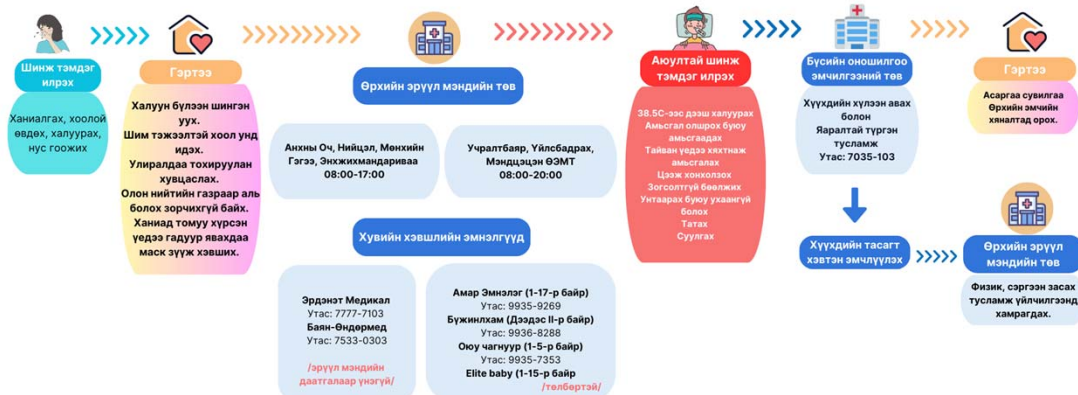 Шинж тэмдэг
илрэх
Ханиалгах, хоолой
өвдөх, халуурах,
нус гоожих
Гэртээ
Халуун бүлээн шингэн
уух.
Шим тэжээлтэй хоол унд
идэх.
Улиралдаа тохируулан
хувцаслах.
Олон нийтийн газраар аль
болох зорчихгүй байх.
Ханиад томуу хүрсэн
үедээ гадуур явахдаа
маск зүүж хэвших.
Өрхийн эрүүл мэндийн төв
Анхны Оч, Нийцэл, Мөнхийн
Гэгээ, Энхжихмандариваа
08:00-17:00
Учралтбаяр, Үйлсбадрах,
Мэндцэцэн ӨЭМТ
08:00-20:00
Хувийн хэвшлийн эмнэлгүүд
Эрдэнэт Медикал
Утас: 7777-7103
Баян-Өндөрмед
Утас: 7533-0303
/эрүүл мэндийн
даатгалаар үнэгүй/
Амар Эмнэлэг (1-17-р байр)
Утас: 9935-9269
Бүжинлхам (Дээдэс II-р байр)
Утас: 9936-8288
Оюу чагнуур (1-5-р байр)
Утас: 9935-7353
Elite baby (1-15-р байр
/төлбөртэй/
Аюултай шинж
тэмдэг илрэх
38.5С-ээс дээш халуурах
Амьсгал олшрох буюу
амьсгаадах
Тайван үедээ хяхтнаж
амьсгалах
Цээж хонхолзох
Зогсолтгүй бөөлжих
Унтаарах буюу ухаангүй
болох
Татах
Суулгах
Бүсийн оношилгоо
эмчилгээний төв
Хүүхдийн хүлээн авах
болон
Яаралтай түргэн
тусламж
Утас: 7035-103
Хүүхдийн тасагт
хэвтэн эмчлүүлэх
Гэртээ
Асаргаа сувилгаа
Өрхийн эмчийн
хяналтад орох.
Өрхийн эрүүл
мэндийн төв
Физик, сэргээн засах
тусламж үйлчилгээнд
хамрагдах.